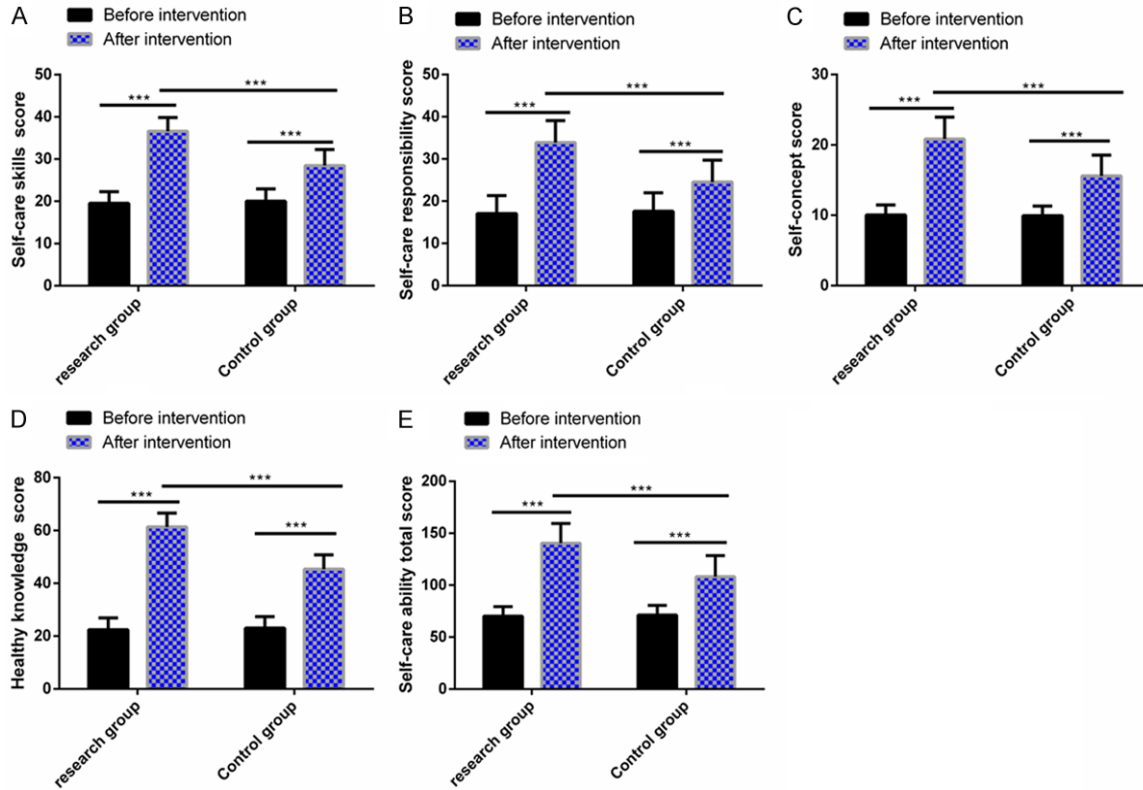 A
Before intervention
After intervention
Self-care skills score
50
40
30
20
10
0
***
***
***
research group
Control group
B
Before intervention
After intervention
Self-care responsibility score
50
40
30
20
10
0
***
***
***
research group
Control group
C
Before intervention
After intervention
Self-concept score
30
20
10
0
***
***
***
research group
Control group
D
Before intervention
After intervention
Healthy knowledge score
80
60
40
20
0
***
***
***
research group
Control group
E
Before intervention
After intervention
Self-care ability total score
200
150
100
50
0
***
***
***
research group
Control group